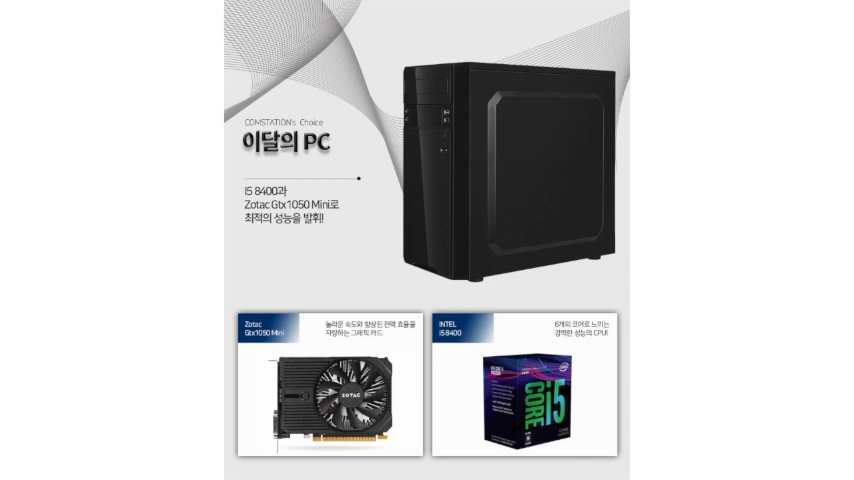 COMSTATION's Choice
이달의 PC
I5 8400과
Zotac Gtx1050 Mini로
최적의 성능을 발휘!
Zotac
Gtx1050 Mini
놀라운 속도와 향상된 전력 효율을
자랑하는 그래픽 카드
INTEL
i5 8400
6개의 코어로 느끼는
강력한 성능의 CPU!
ZOTAC
intel
CORE i5